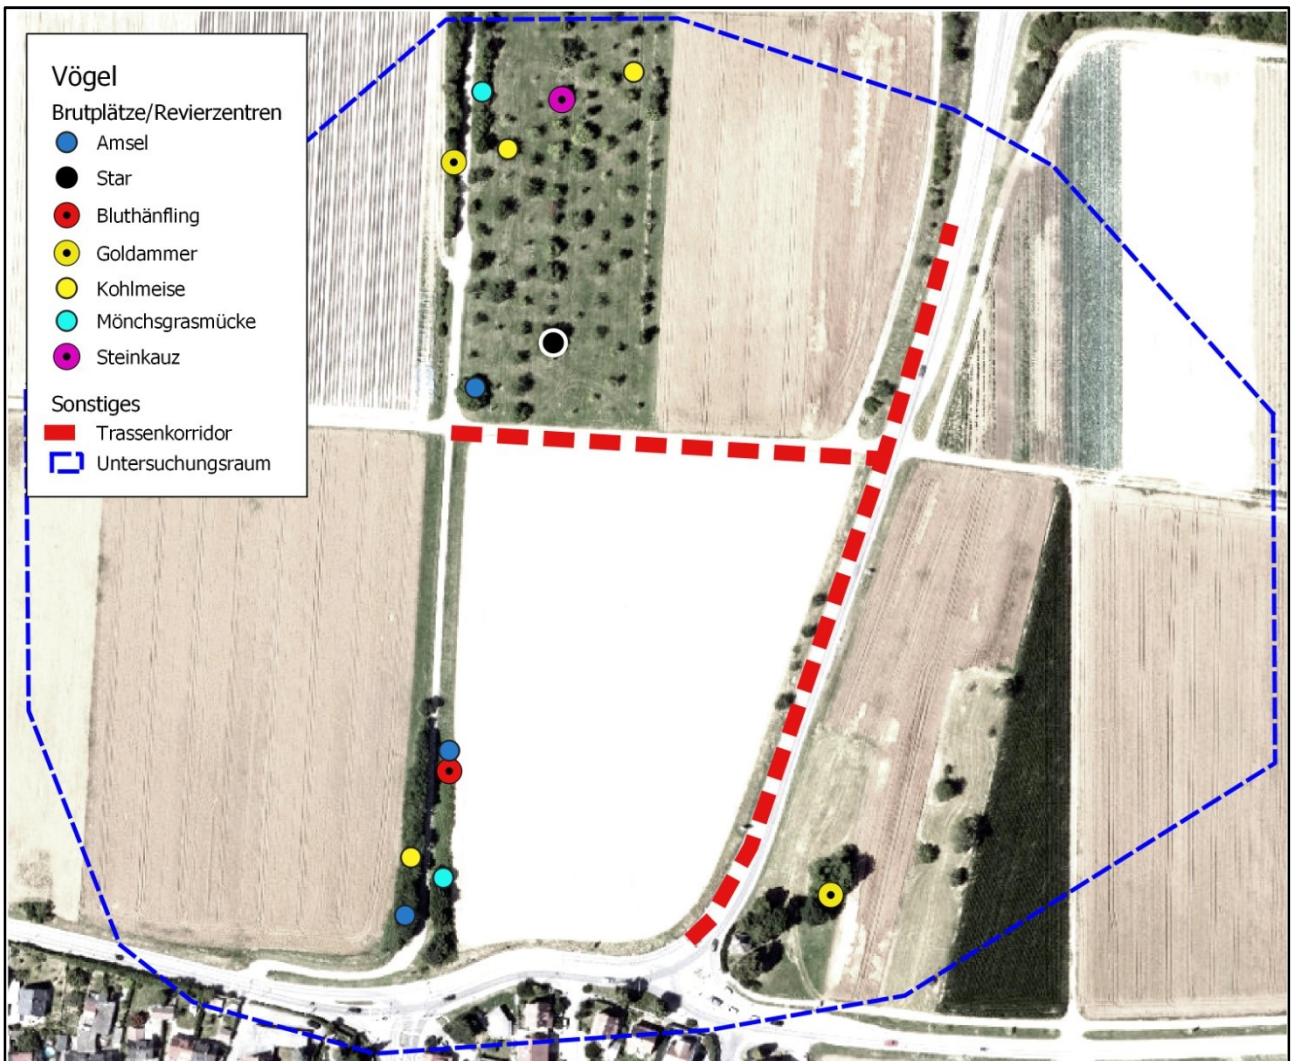 Vögel
Brutplätze/Revierzentren
Amsel
Star
Bluthänfling
Goldammer
Kohlmeise
Mönchsgrasmücke
Steinkauz
Sonstiges
Trassenkorridor
Untersuchungsraum